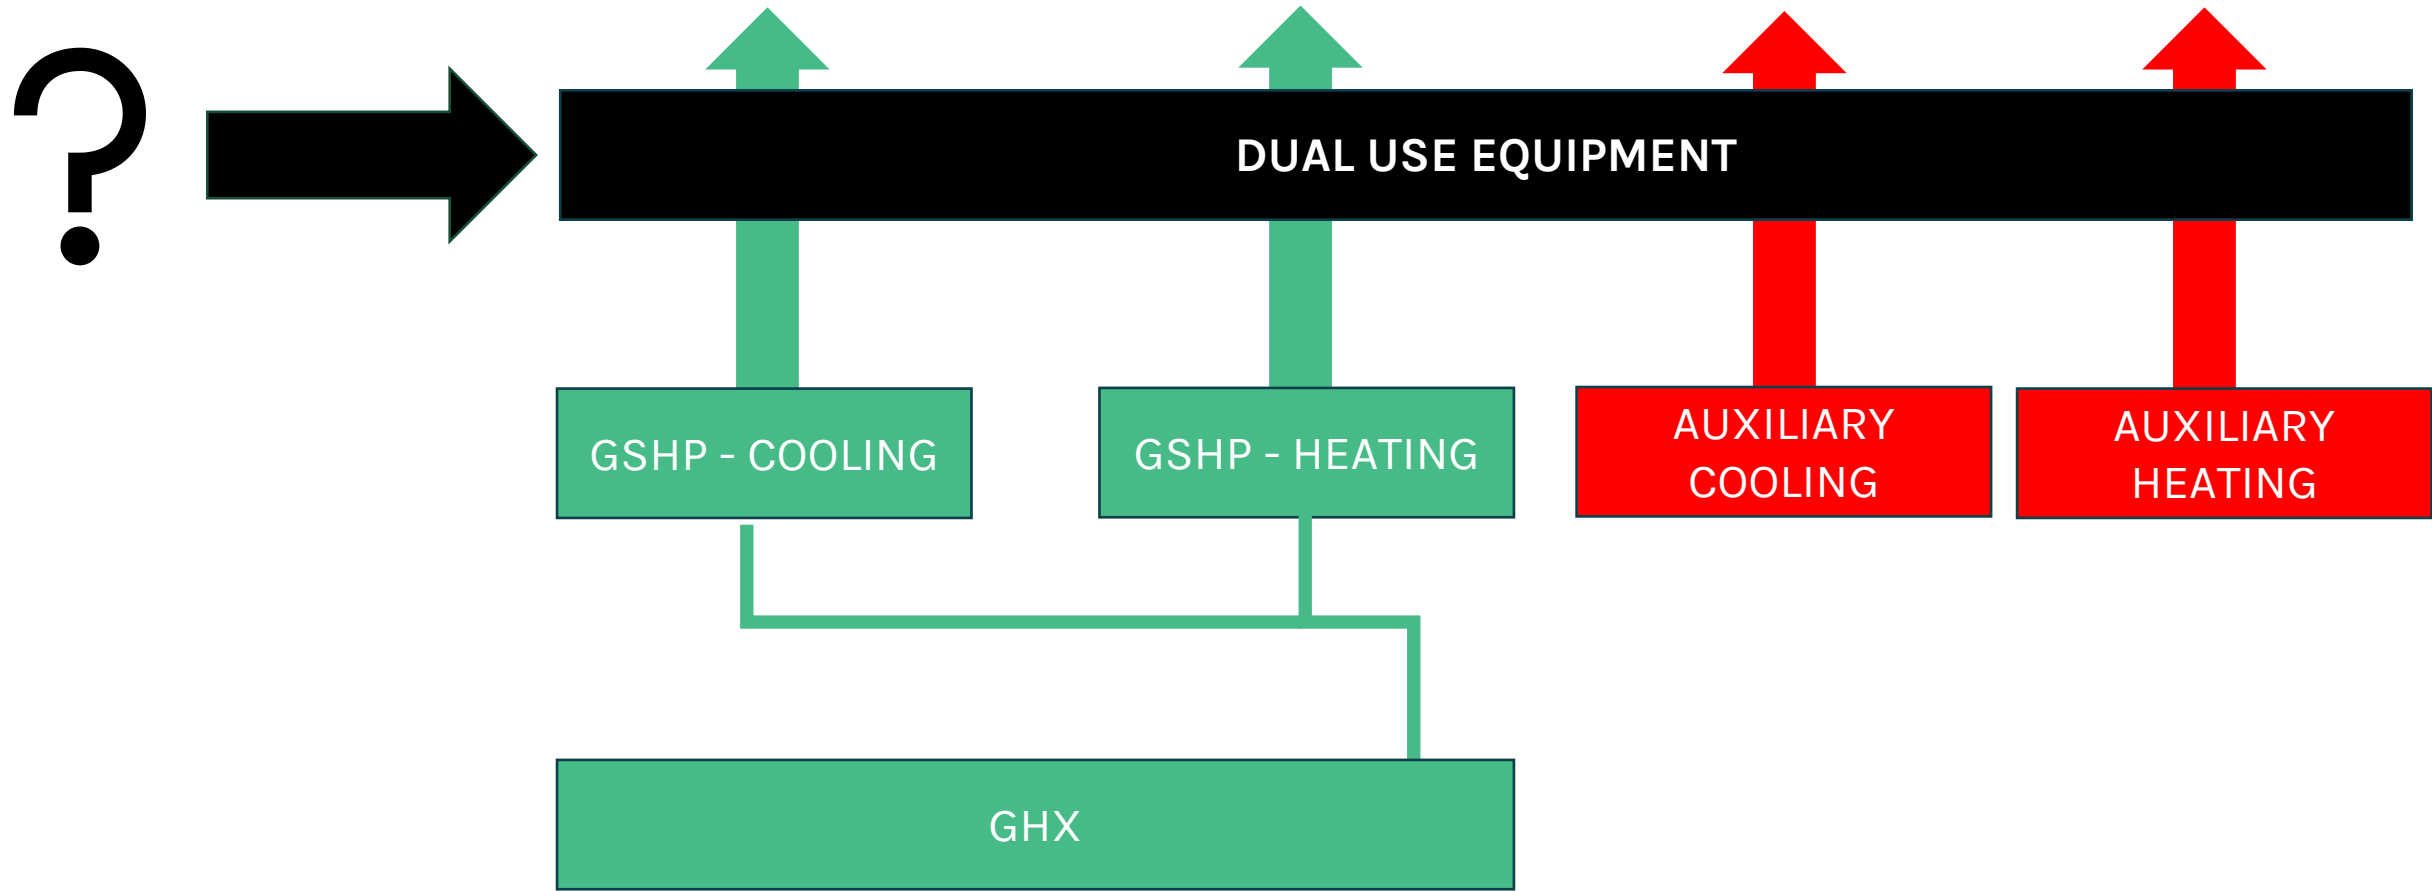 ?
DUAL USE EQUIPMENT
GSHP - COOLING
GSHP - HEATING
AUXILIARY
COOLING
AUXILIARY
HEATING
GHX